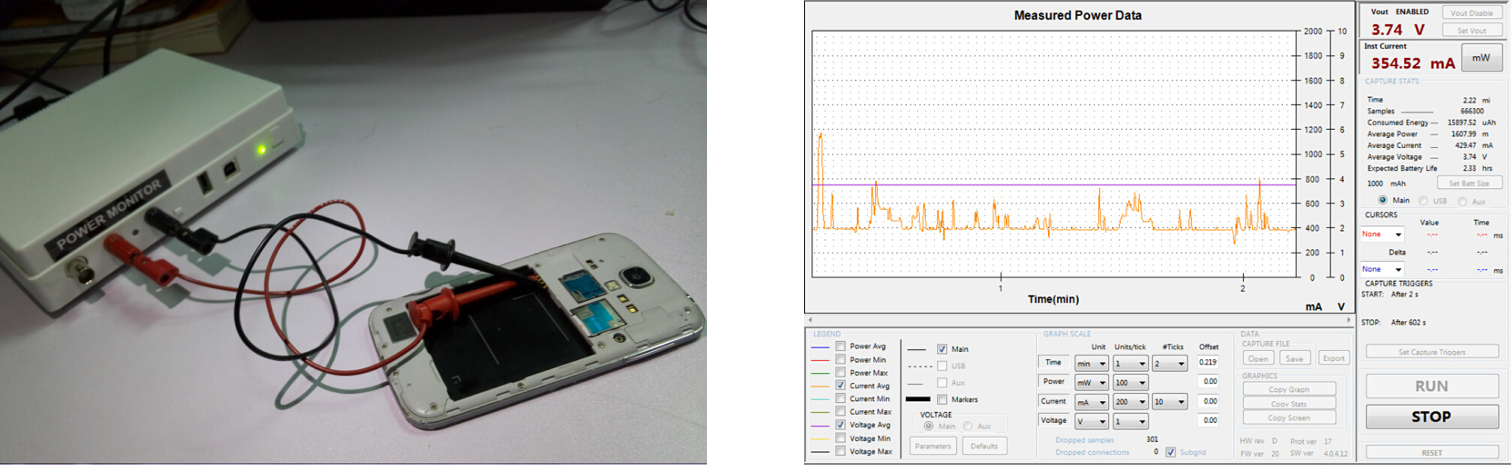 POWER MONITOR
Measured Power Data
2000 10
1800 9
1600 8
1400 7
1200 6
1000 5
800 4
600 3
400 2
200 1
0 0
1 2
Time(min)
mA V
Vout ENABLED
Vout Disable
3.74 V
Set Vout
Inst Current
354.52 mA
mW
CAPTURE STATS
Time 2.22 mi
Samples 666300
Consumed Energy 15897.52 uAh
Average Power 1607.99 m
Average Current 429.47 mA
Average Voltage 3.74 V
Expected Battery Life 2.33 hrs
1000 mAh Set Batt Size
Main USB Aux
CURSORS
Value Time
None -.-- -.-- ms
Delta -.-- -.--
None -.-- -.-- ms
CAPTURE TRIGGERS
START: After 2 s
STOP: After 602 s
Set Capture Triggers
RUN
STOP
RESET
LEGEND
Power Avg
Power Min
Power Max
Current Avg
Current Min
Current Max
Voltage Avg
Voltage Min
Voltage Max
Main
USB
Aux
Markers
VOLTAGE
Main Aux
Parameters Defaults
GRAPH SCALE
Unit Units/tick #Ticks Offset
Time min 1 2 0.219
Power mW 100 0.00
Current mA 200 10 0.00
Voltage V 1 0.00
Dropped samples 301
Dropped connections 0 Subgrid
DATA
CAPTURE FILE
Open Save Export
GRAPHICS
Copy Graph
Copy Stats
Copy Screen
HW rev D Prot ver 17
FW ver 20 SW ver 4.0.4.12